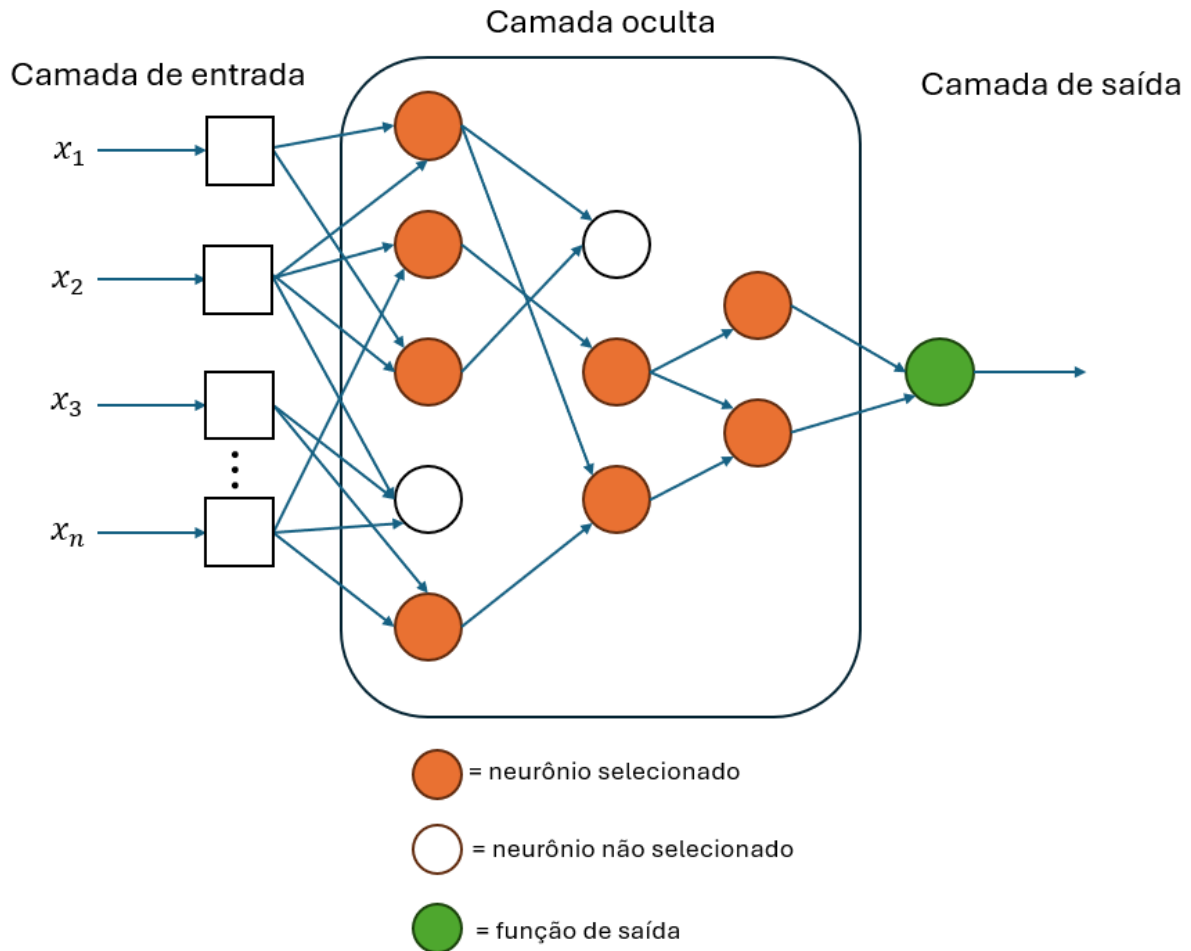 Camada oculta
Camada de entrada
Camada de saída
x₁
x₂
x₃
⋮
xₙ
= neurônio selecionado
= neurônio não selecionado
= função de saída